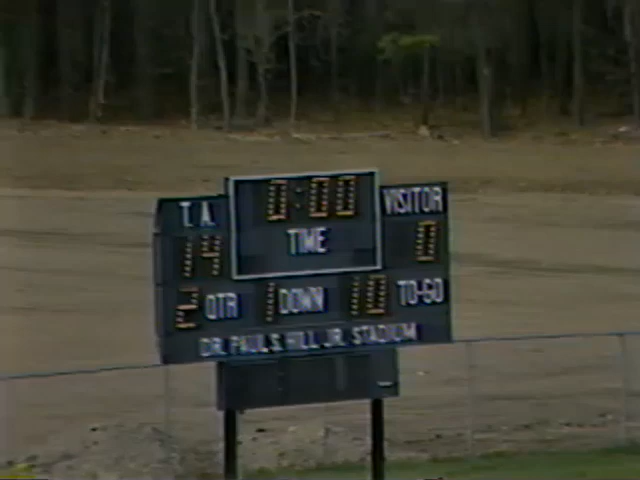 0:00
T.A. VISITOR
TIME
14 0
2 QTR 1 DOWN 10 TO-GO
DR. PAUL S. HILL JR. STADIUM